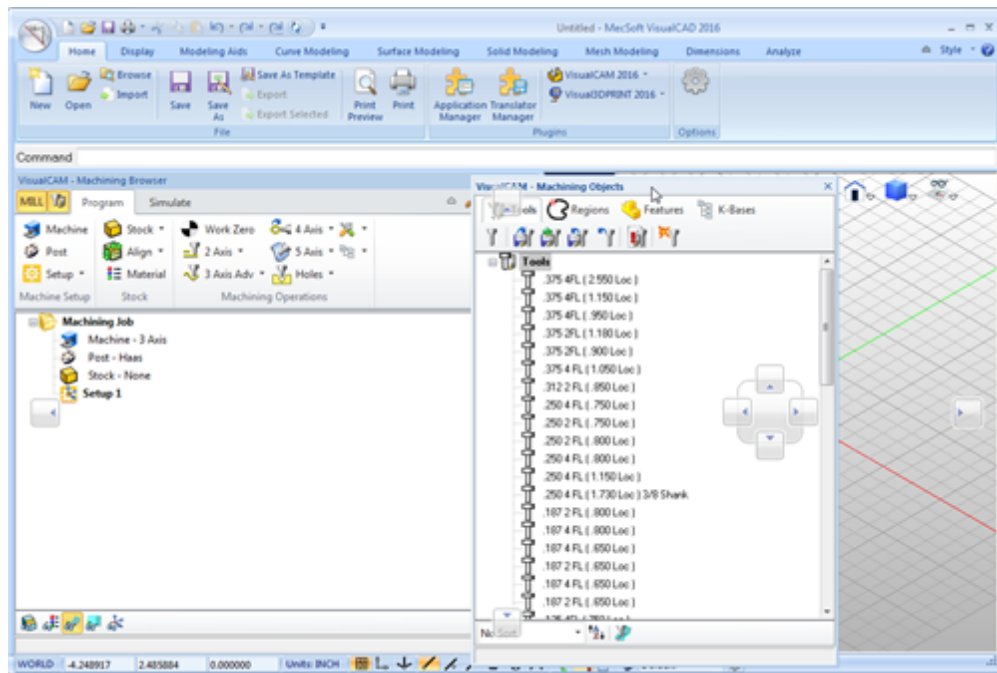 Untitled - MecSoft VisualCAD 2016
Home Display Modeling Aids Curve Modeling Surface Modeling Solid Modeling Mesh Modeling Dimensions Analyze Style
New Open Browse Import Save Save As Save As Template Export Export Selected Print Preview Print Application Manager Translator Manager VisualCAM 2016 Visual3DPRINT 2016
File Plugins Options
Command
VisualCAM - Machining Browser
MILL Program Simulate
Machine Stock Work Zero 4 Axis
Post Align 2 Axis 5 Axis
Setup Material 3 Axis Adv Holes
Machine Setup Stock Machining Operations
Machining Job
Machine - 3 Axis
Post - Haas
Stock - None
Setup 1
- Machining Objects
Regions Features K-Bases
Tools
.375 4FL ( 2.550 Loc )
.375 4FL ( 1.150 Loc )
.375 4FL ( .950 Loc )
.375 2FL ( 1.180 Loc )
.375 2FL ( .900 Loc )
.375 4 FL ( 1.050 Loc )
.312 2 FL ( .850 Loc )
.250 4 FL ( .750 Loc )
.250 2 FL ( .750 Loc )
.250 2 FL ( .800 Loc )
.250 4 FL ( .800 Loc )
.250 4 FL ( 1.150 Loc )
.250 4 FL ( 1.730 Loc ) 3/8 Shank
.187 2 FL ( .800 Loc )
.187 4 FL ( .800 Loc )
.187 4 FL ( .650 Loc )
.187 2 FL ( .650 Loc )
.187 4 FL ( .650 Loc )
.187 2 FL ( .650 Loc )
No Sort
WORLD -4.248917 2.485884 0.000000 Units: INCH